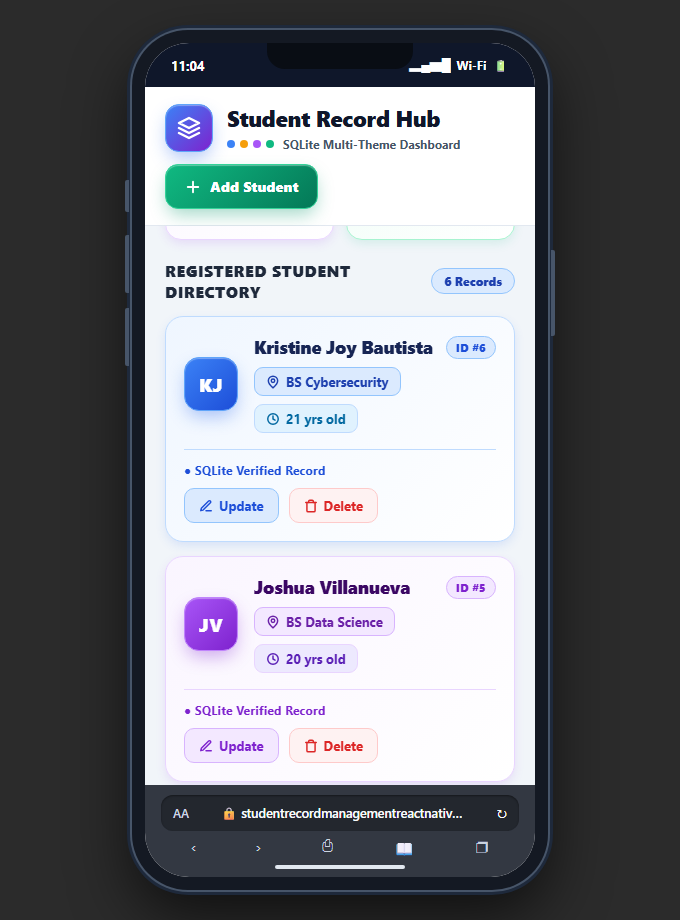 11:04
Wi-Fi
Student Record Hub
SQLite Multi-Theme Dashboard
+ Add Student
REGISTERED STUDENT
DIRECTORY
6 Records
Kristine Joy Bautista
ID #6
KJ
BS Cybersecurity
21 yrs old
• SQLite Verified Record
Update
Delete
Joshua Villanueva
ID #5
JV
BS Data Science
20 yrs old
• SQLite Verified Record
Update
Delete
AA
studentrecordmanagementreactnativ...